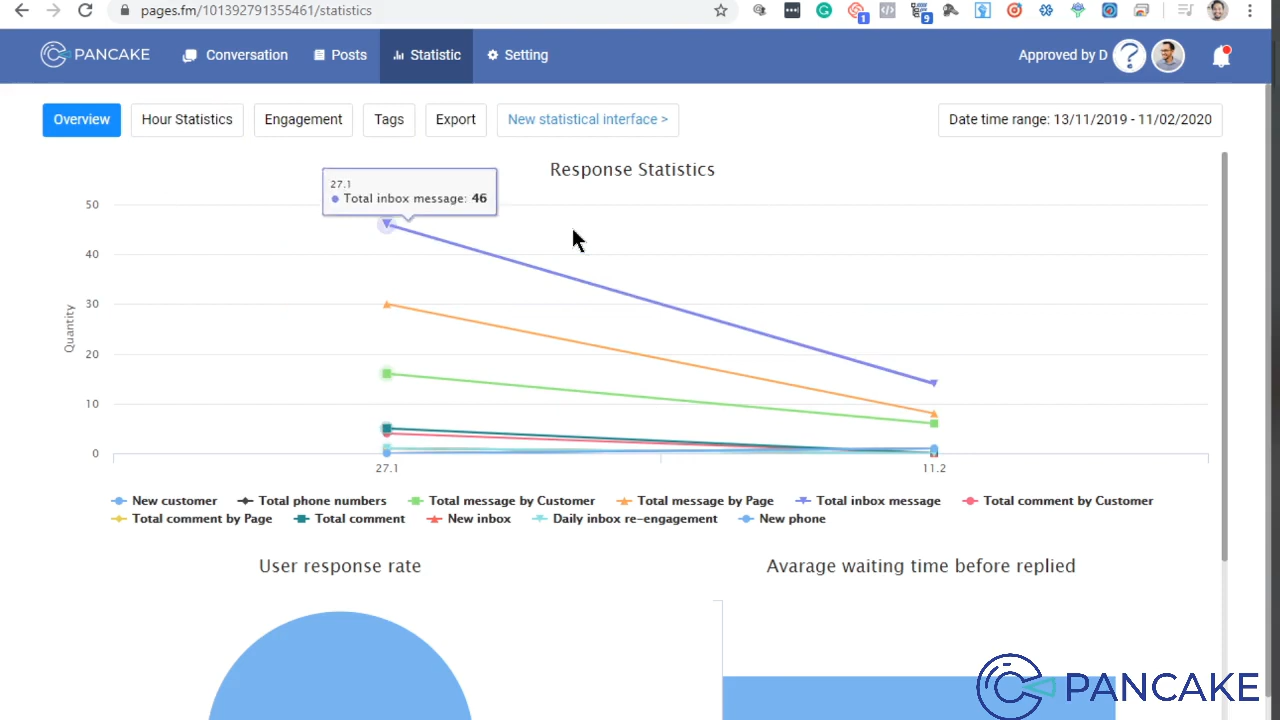 pages.fm/101392791355461/statistics
1
9
PANCAKE
Conversation
Posts
Statistic
Setting
Approved by D
?
Overview
Hour Statistics
Engagement
Tags
Export
New statistical interface >
Date time range: 13/11/2019 - 11/02/2020
Response Statistics
27.1
Total inbox message: 46
50
40
30
20
10
0
Quantity
27.1
11.2
New customer
Total phone numbers
Total message by Customer
Total message by Page
Total inbox message
Total comment by Customer
Total comment by Page
Total comment
New inbox
Daily inbox re-engagement
New phone
User response rate
Avarage waiting time before replied
PANCAKE